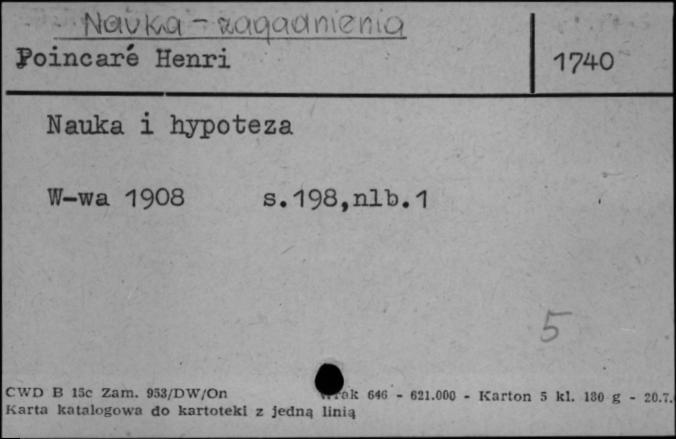 Nauka - zagadnienia
Poincaré Henri
1740
Nauka i hypoteza
W-wa 1908 s.198,nlb.1
5
CWD B 15c Zam. 953/DW/On 646 - 621.000 - Karton 5 kl. 180 g - 20.7.
Karta katalogowa do kartoteki z jedną linią